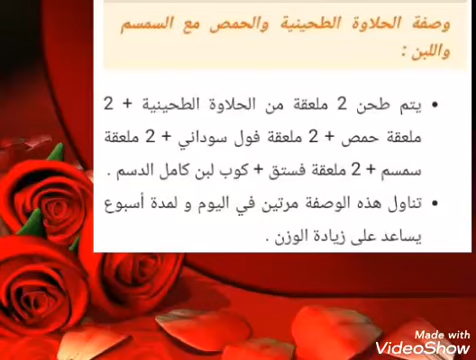 وصفة الحلاوة الطحينية والحمص مع السمسم
واللبن :
• يتم طحن 2 ملعقة من الحلاوة الطحينية + 2
ملعقة حمص + 2 ملعقة فول سوداني + 2 ملعقة
سمسم + 2 ملعقة فستق + كوب لبن كامل الدسم .
• تناول هذه الوصفة مرتين في اليوم و لمدة أسبوع
يساعد على زيادة الوزن .
Made with
VideoShow